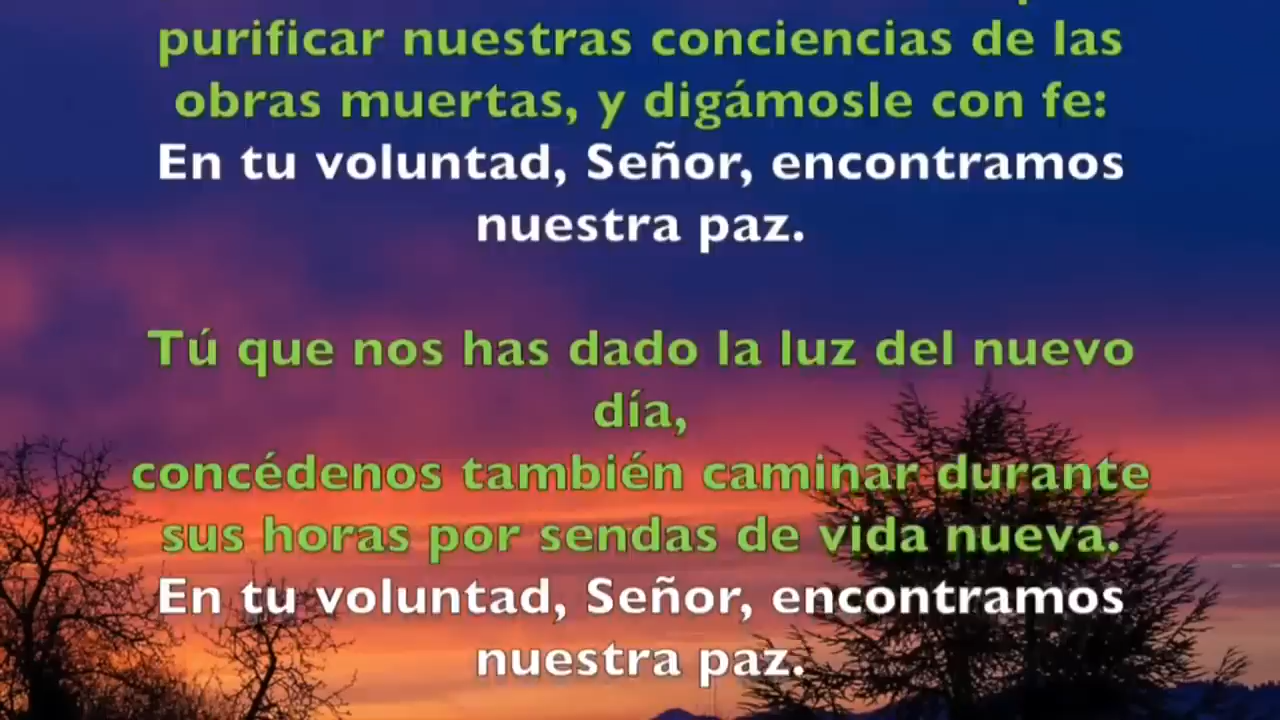 purificar nuestras conciencias de las
obras muertas, y digámosle con fe:
En tu voluntad, Señor, encontramos
nuestra paz.
Tú que nos has dado la luz del nuevo
día,
concédenos también caminar durante
sus horas por sendas de vida nueva.
En tu voluntad, Señor, encontramos
nuestra paz.